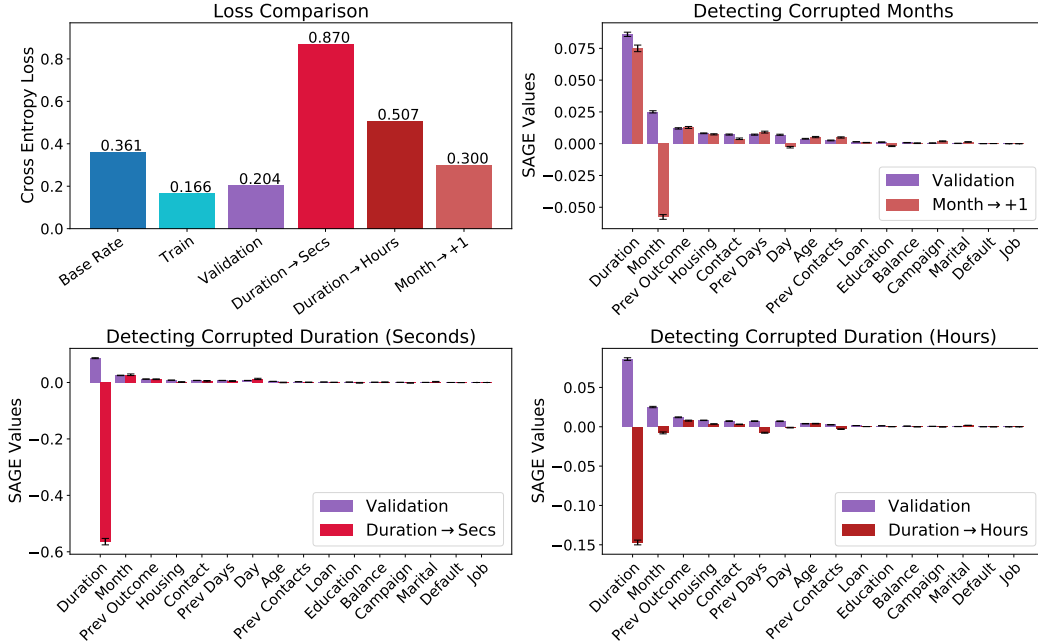 Loss Comparison
Cross Entropy Loss
0.8
0.6
0.4
0.2
0.0
0.361
0.166
0.204
0.870
0.507
0.300
Base Rate
Train
Validation
Duration→Secs
Duration→Hours
Month→+1
Detecting Corrupted Months
SAGE Values
0.075
0.050
0.025
0.000
−0.025
−0.050
Validation
Month→+1
Duration
Month
Prev Outcome
Housing
Contact
Prev Days
Day
Age
Prev Contacts
Loan
Education
Balance
Campaign
Marital
Default
Job
Detecting Corrupted Duration (Seconds)
SAGE Values
0.0
−0.2
−0.4
−0.6
Validation
Duration→Secs
Duration
Month
Prev Outcome
Housing
Contact
Prev Days
Day
Age
Prev Contacts
Loan
Education
Balance
Campaign
Marital
Default
Job
Detecting Corrupted Duration (Hours)
SAGE Values
0.05
0.00
−0.05
−0.10
−0.15
Validation
Duration→Hours
Duration
Month
Prev Outcome
Housing
Contact
Prev Days
Day
Age
Prev Contacts
Loan
Education
Balance
Campaign
Marital
Default
Job